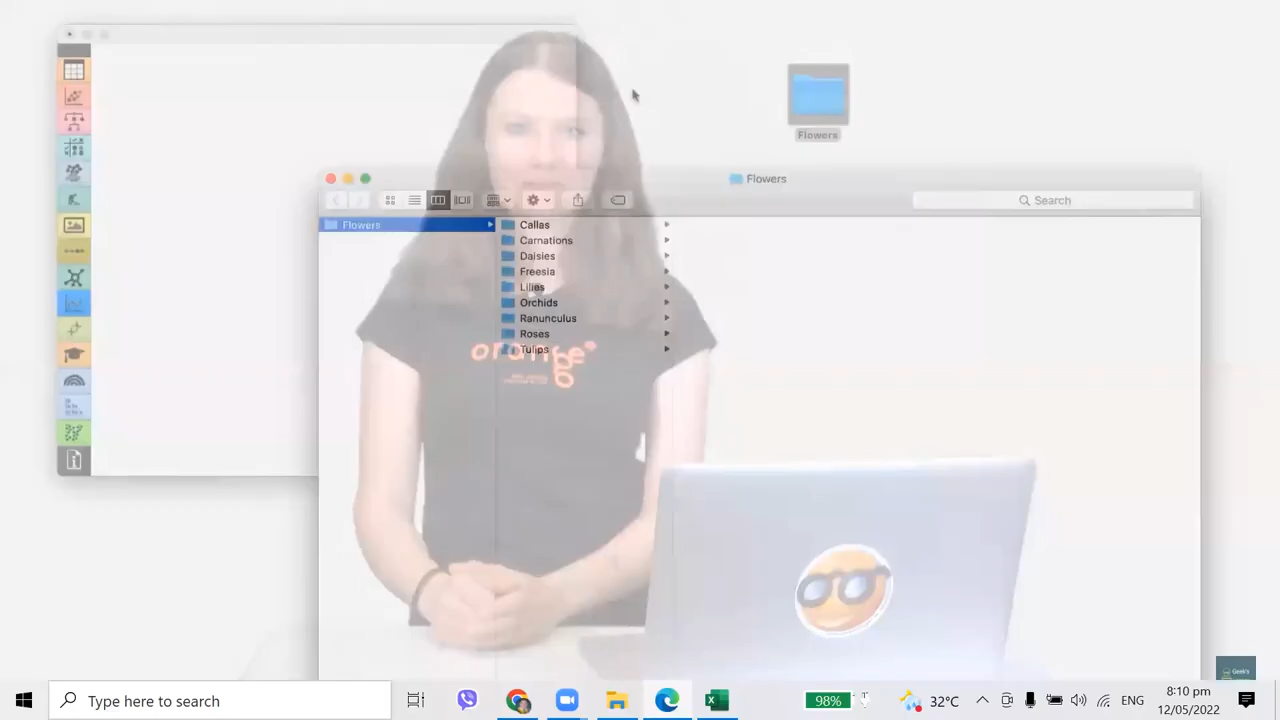 Flowers
Flowers
Search
Flowers
Callas
Carnations
Daisies
Freesia
Lilies
Orchids
Ranunculus
Roses
Tulips
orange
Type here to search
98%
32°C
ENG
8:10 pm
12/05/2022